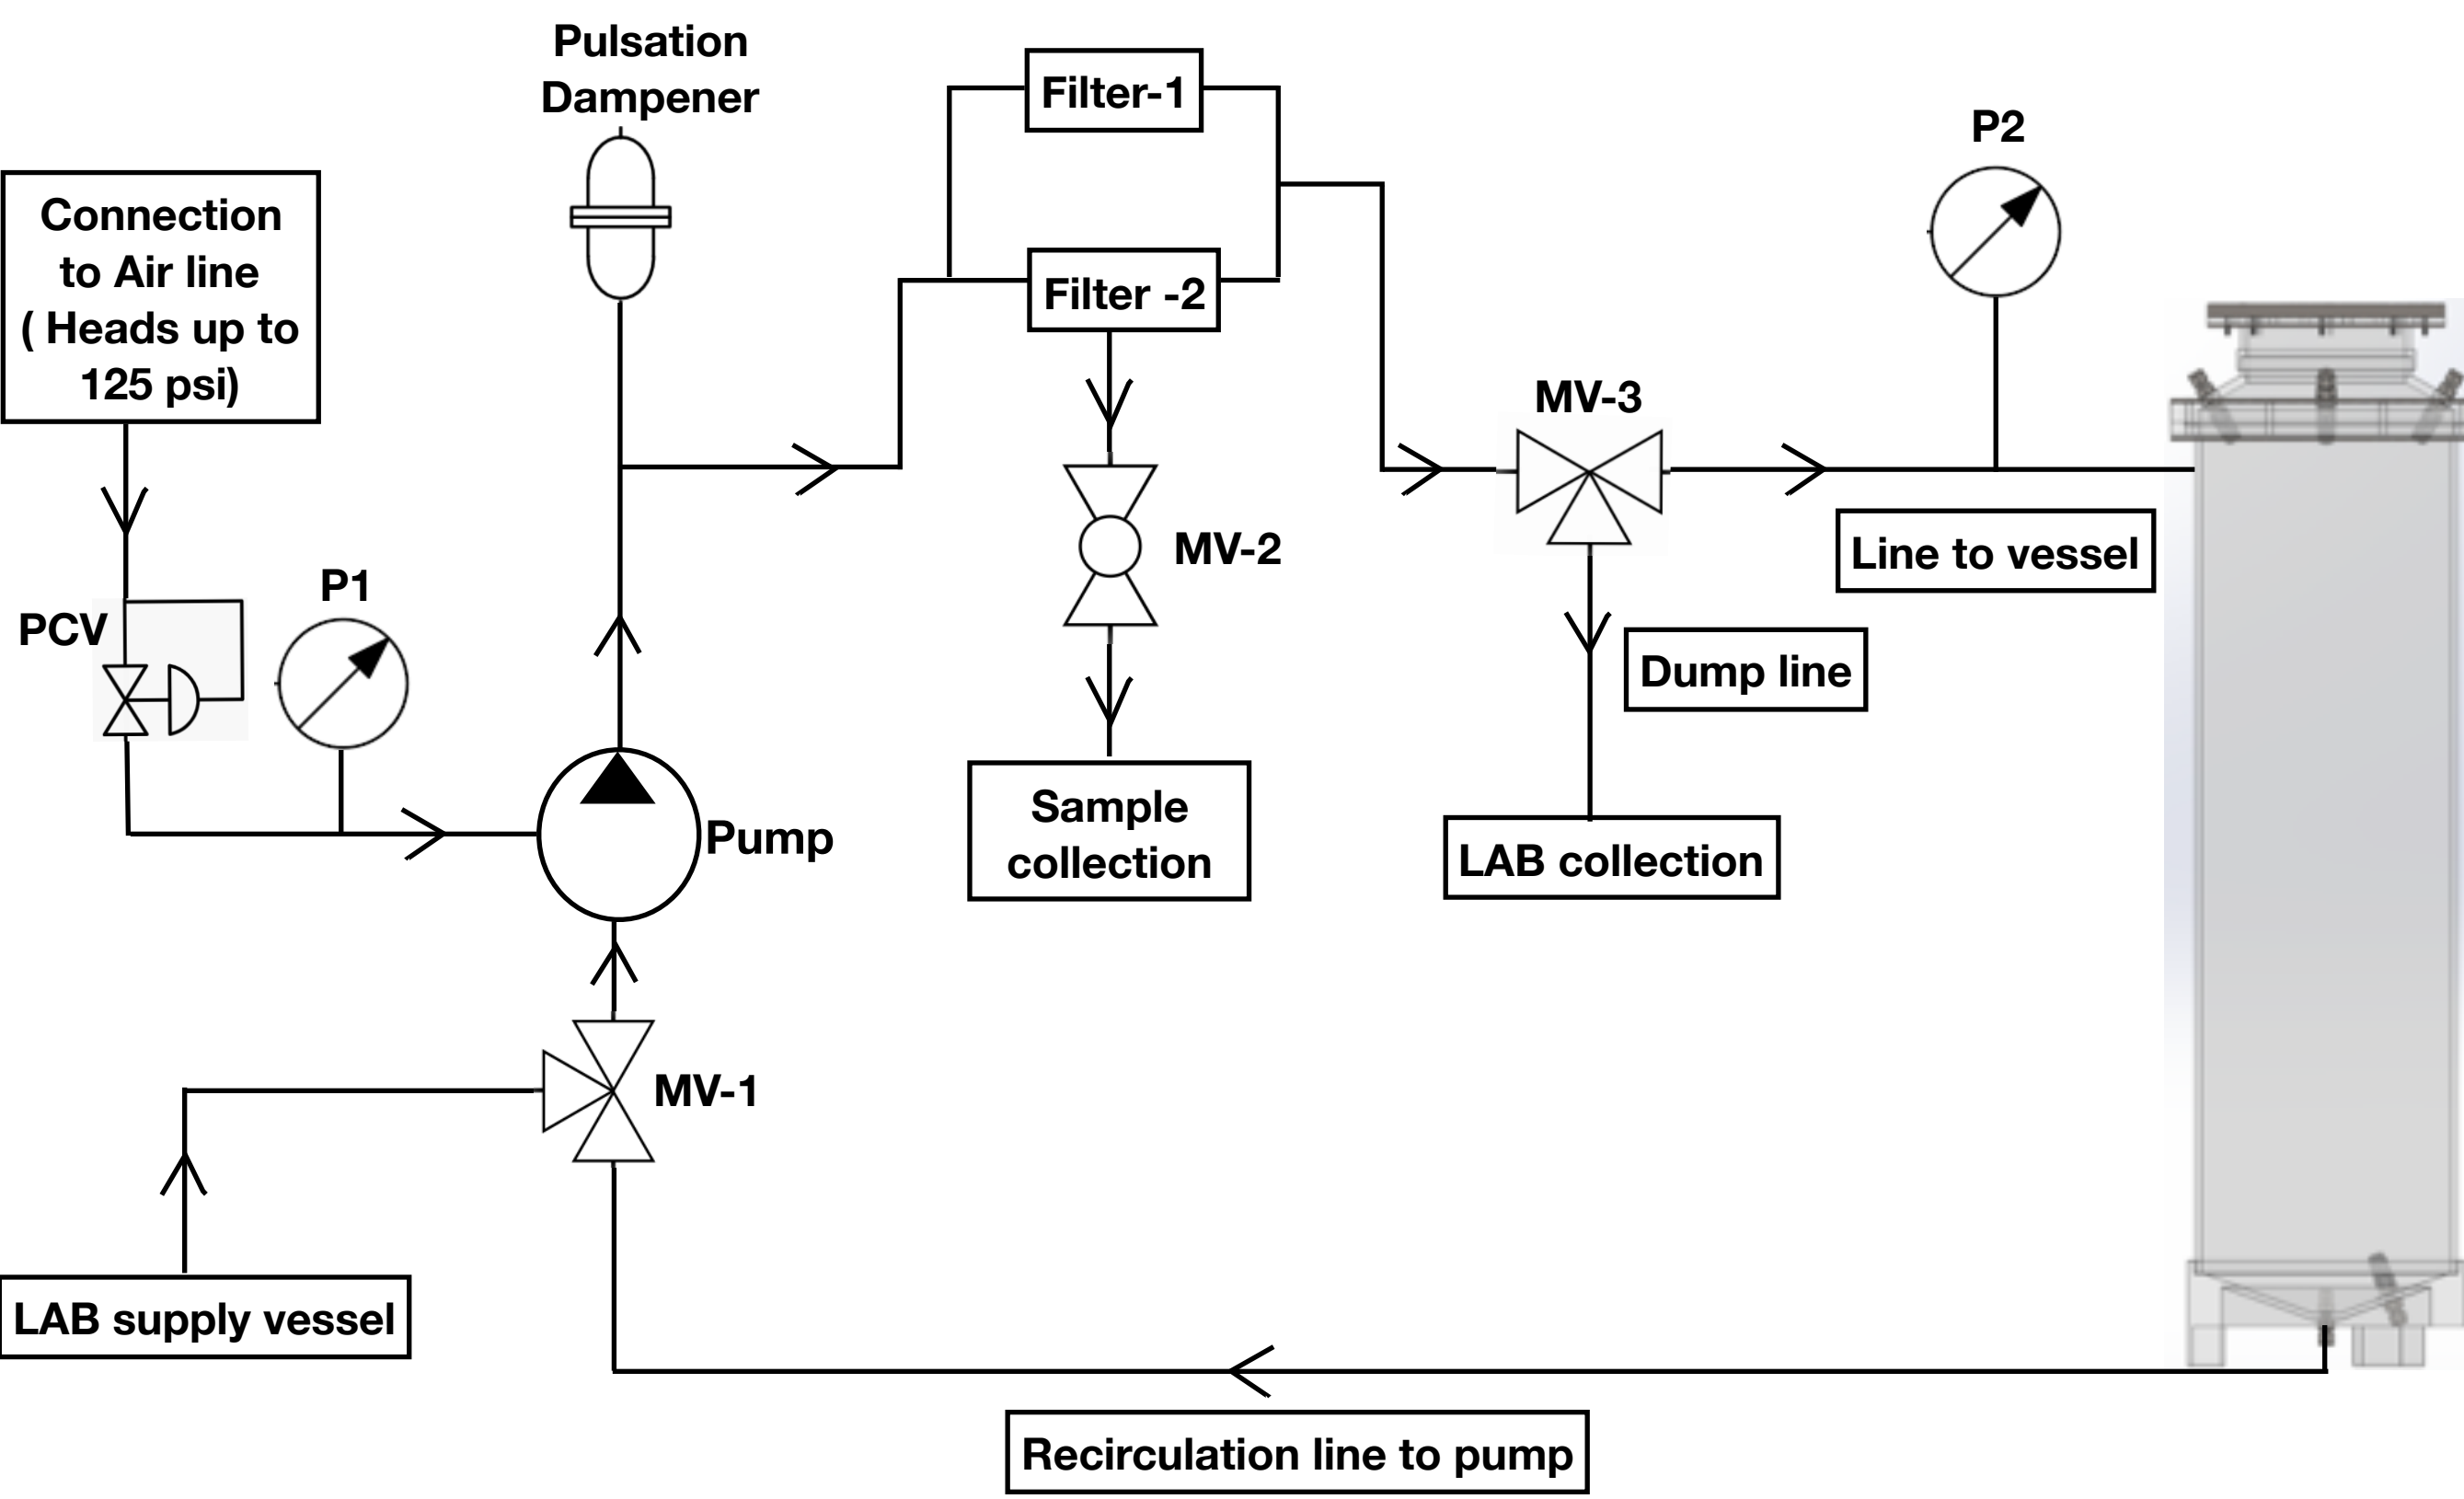 Pulsation
Dampener
Filter-1
P2
Connection
to Air line
( Heads up to
125 psi)
Filter -2
MV-3
MV-2
Line to vessel
P1
PCV
Dump line
Sample
collection
Pump
LAB collection
MV-1
LAB supply vessel
Recirculation line to pump